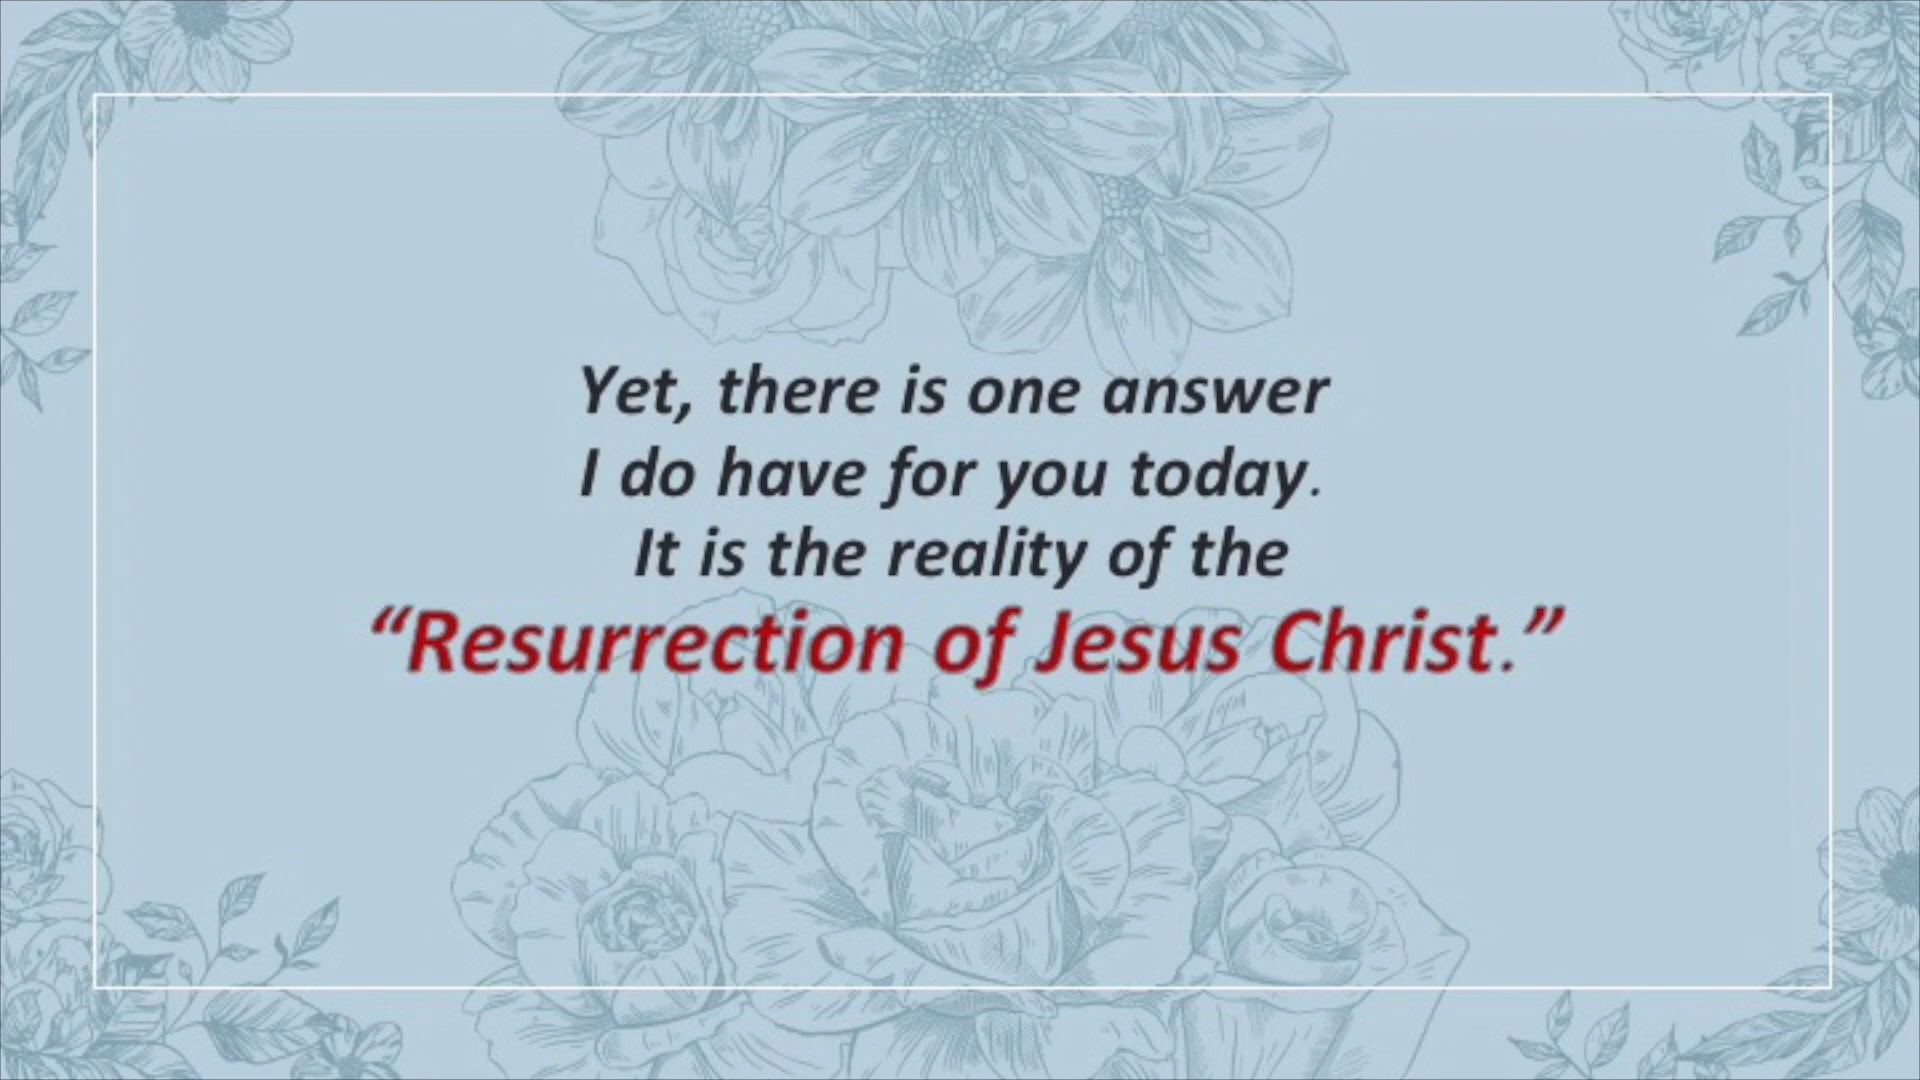 Yet, there is one answer
I do have for you today.
It is the reality of the
“Resurrection of Jesus Christ.”